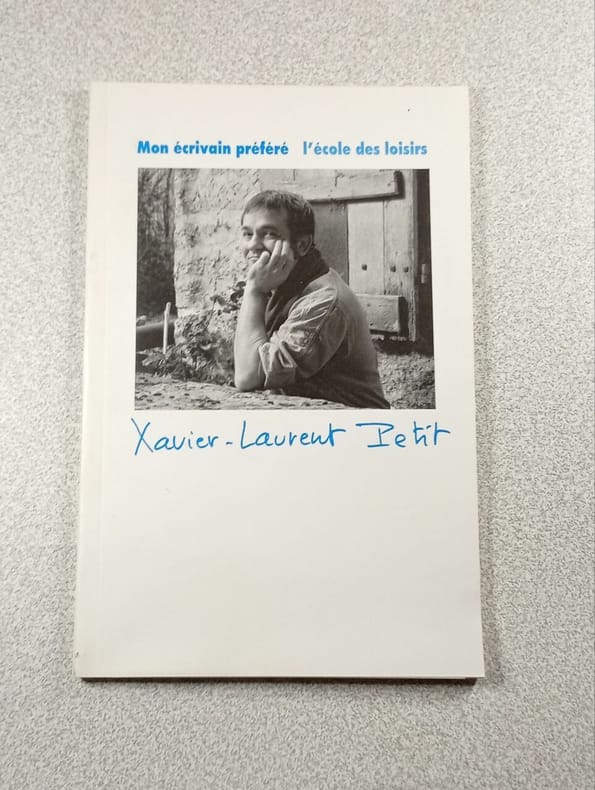 Mon écrivain préféré l'école des loisirs
Xavier-Laurent Petit